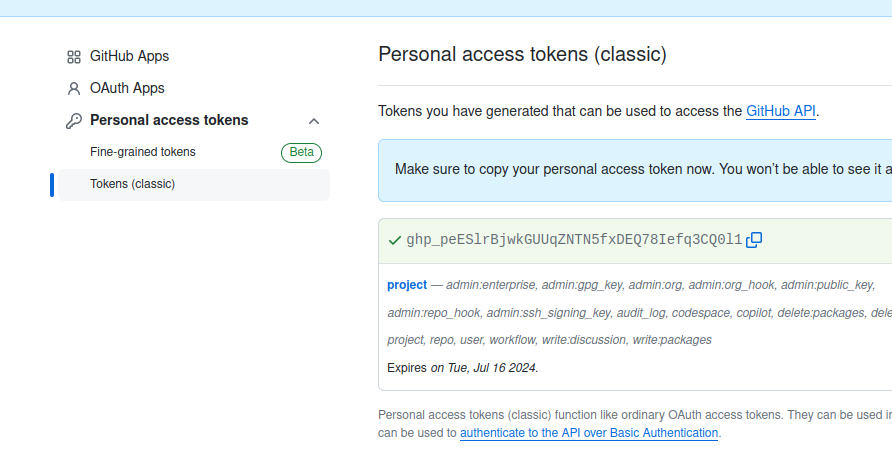 GitHub Apps
OAuth Apps
Personal access tokens
Fine-grained tokens Beta
Tokens (classic)
Personal access tokens (classic)
Tokens you have generated that can be used to access the GitHub API.
Make sure to copy your personal access token now. You won't be able to see it a
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
project — admin:enterprise, admin:gpg_key, admin:org, admin:org_hook, admin:public_key,
admin:repo_hook, admin:ssh_signing_key, audit_log, codespace, copilot, delete:packages, dele
project, repo, user, workflow, write:discussion, write:packages
Expires on Tue, Jul 16 2024.
Personal access tokens (classic) function like ordinary OAuth access tokens. They can be used in
can be used to authenticate to the API over Basic Authentication.